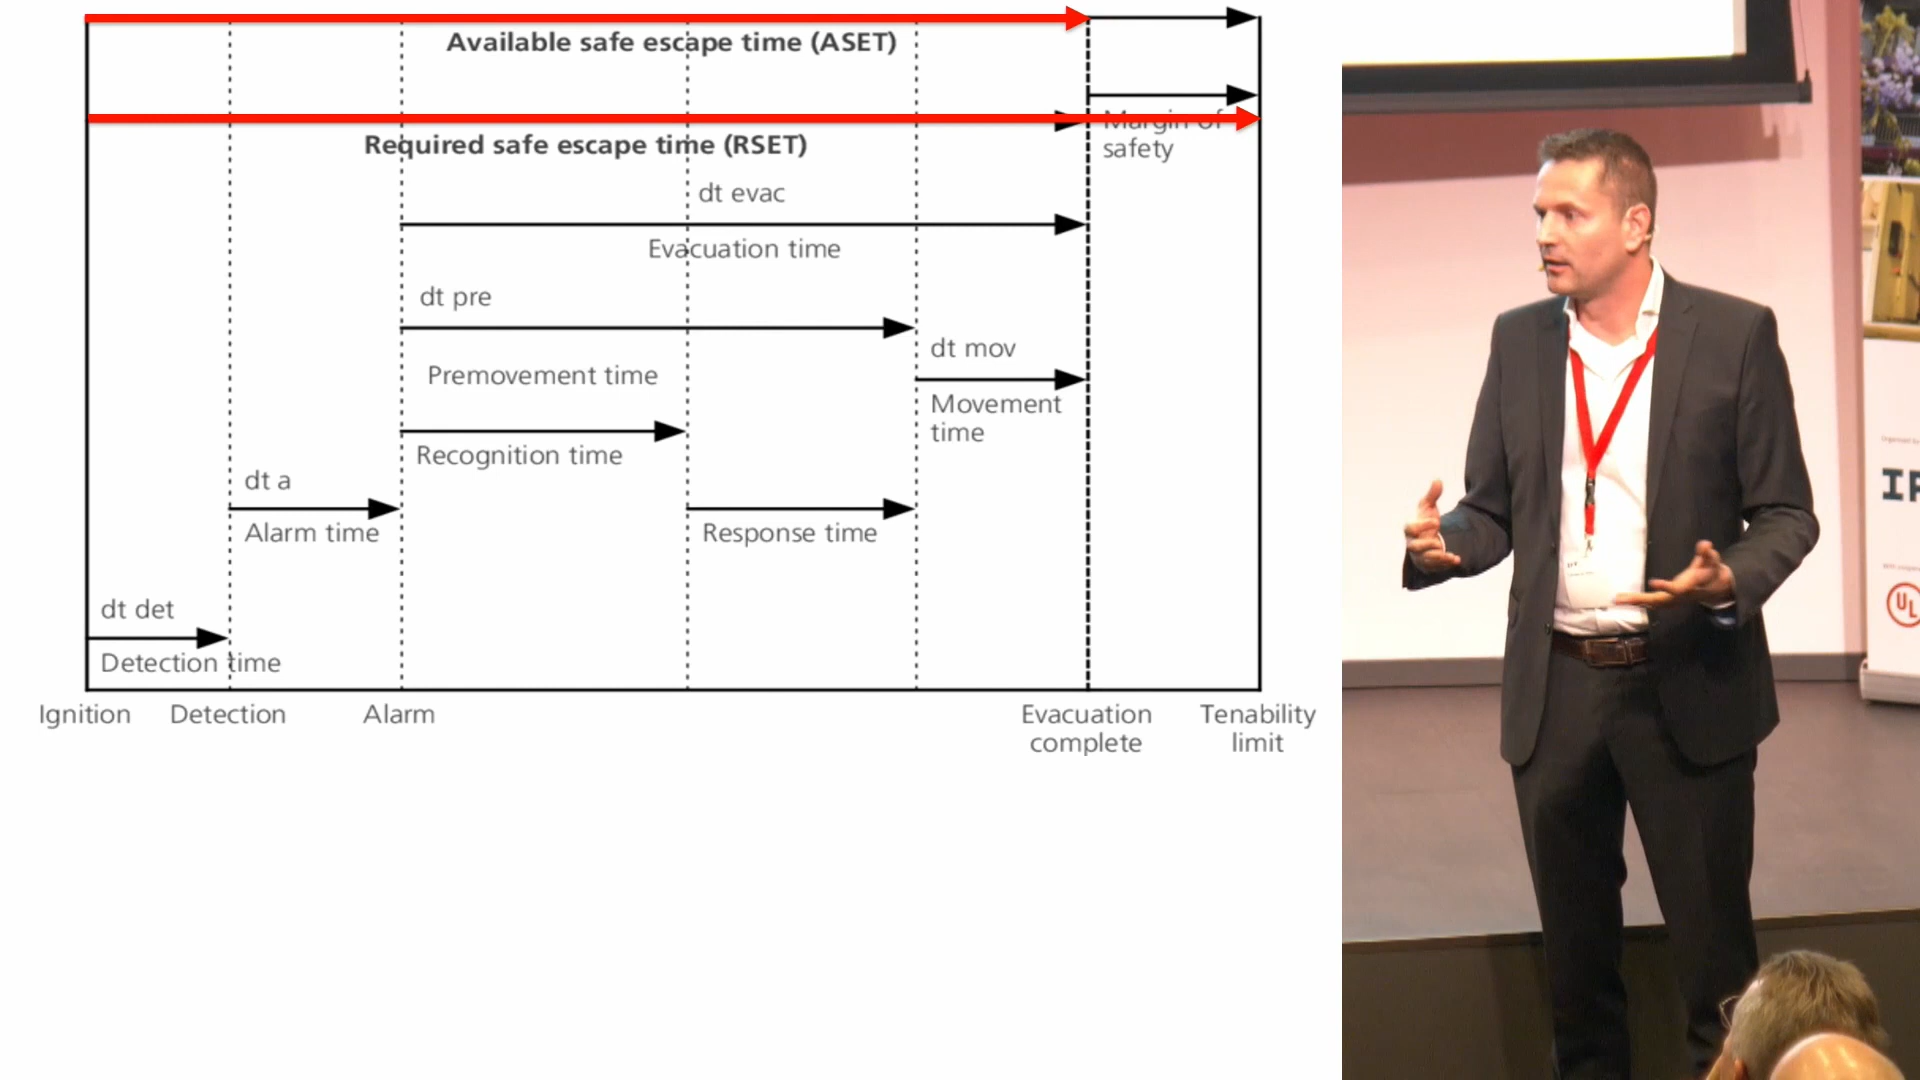 Available safe escape time (ASET)
Margin of
safety
Required safe escape time (RSET)
dt evac
Evacuation time
dt pre
dt mov
Premovement time
Movement
time
Recognition time
dt a
Alarm time
Response time
dt det
Detection time
Ignition
Detection
Alarm
Evacuation
complete
Tenability
limit
UL